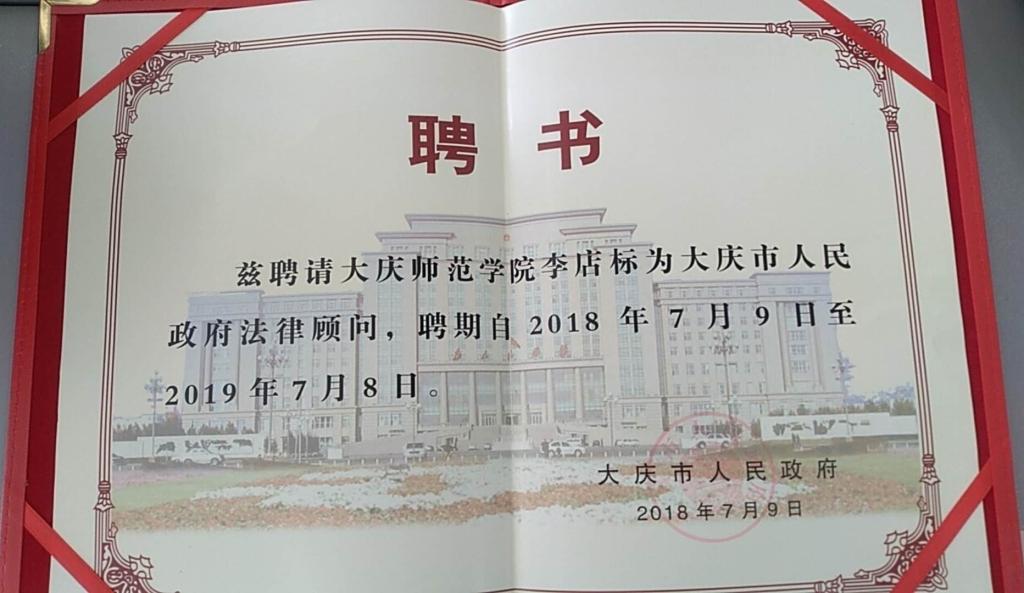 聘书
兹聘请大庆师范学院李店标为大庆市人民
政府法律顾问，聘期自2018年7月9日至
2019年7月8日。
大庆市人民政府
2018年7月9日